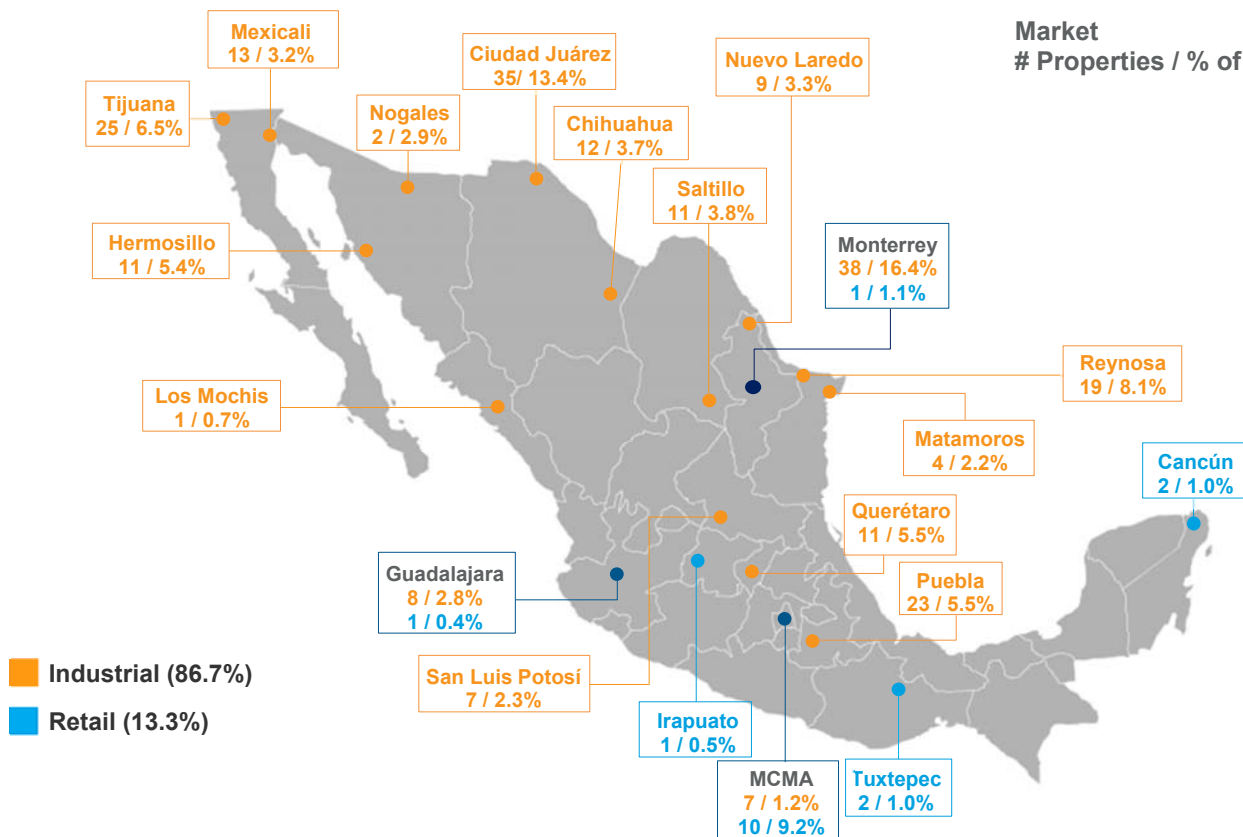 Market
# Properties / % of
Mexicali
13 / 3.2%
Ciudad Juárez
35/ 13.4%
Nuevo Laredo
9 / 3.3%
Tijuana
25 / 6.5%
Nogales
2 / 2.9%
Chihuahua
12 / 3.7%
Saltillo
11 / 3.8%
Hermosillo
11 / 5.4%
Monterrey
38 / 16.4%
1 / 1.1%
Reynosa
19 / 8.1%
Los Mochis
1 / 0.7%
Matamoros
4 / 2.2%
Cancún
2 / 1.0%
Querétaro
11 / 5.5%
Guadalajara
8 / 2.8%
1 / 0.4%
Puebla
23 / 5.5%
San Luis Potosí
7 / 2.3%
Industrial (86.7%)
Retail (13.3%)
Irapuato
1 / 0.5%
MCMA
7 / 1.2%
10 / 9.2%
Tuxtepec
2 / 1.0%